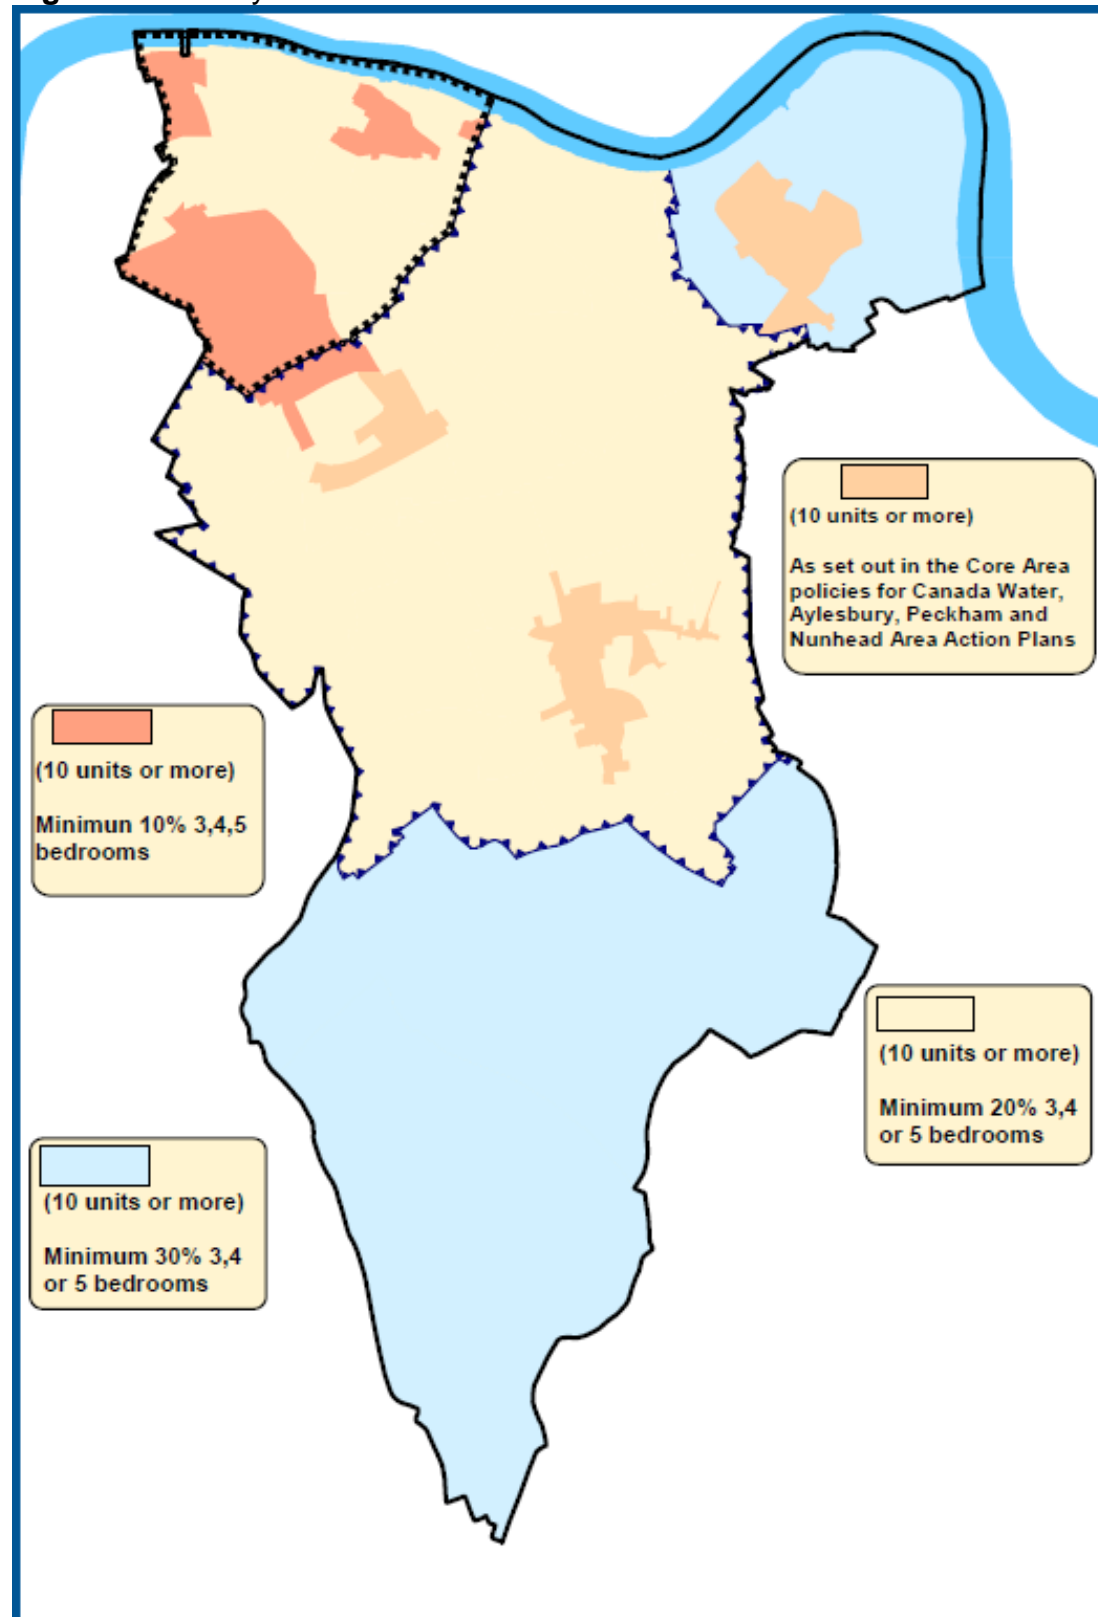 (10 units or more)
As set out in the Core Area
policies for Canada Water,
Aylesbury, Peckham and
Nunhead Area Action Plans
(10 units or more)
Minimun 10% 3,4,5
bedrooms
(10 units or more)
Minimum 20% 3,4
or 5 bedrooms
(10 units or more)
Minimum 30% 3,4
or 5 bedrooms